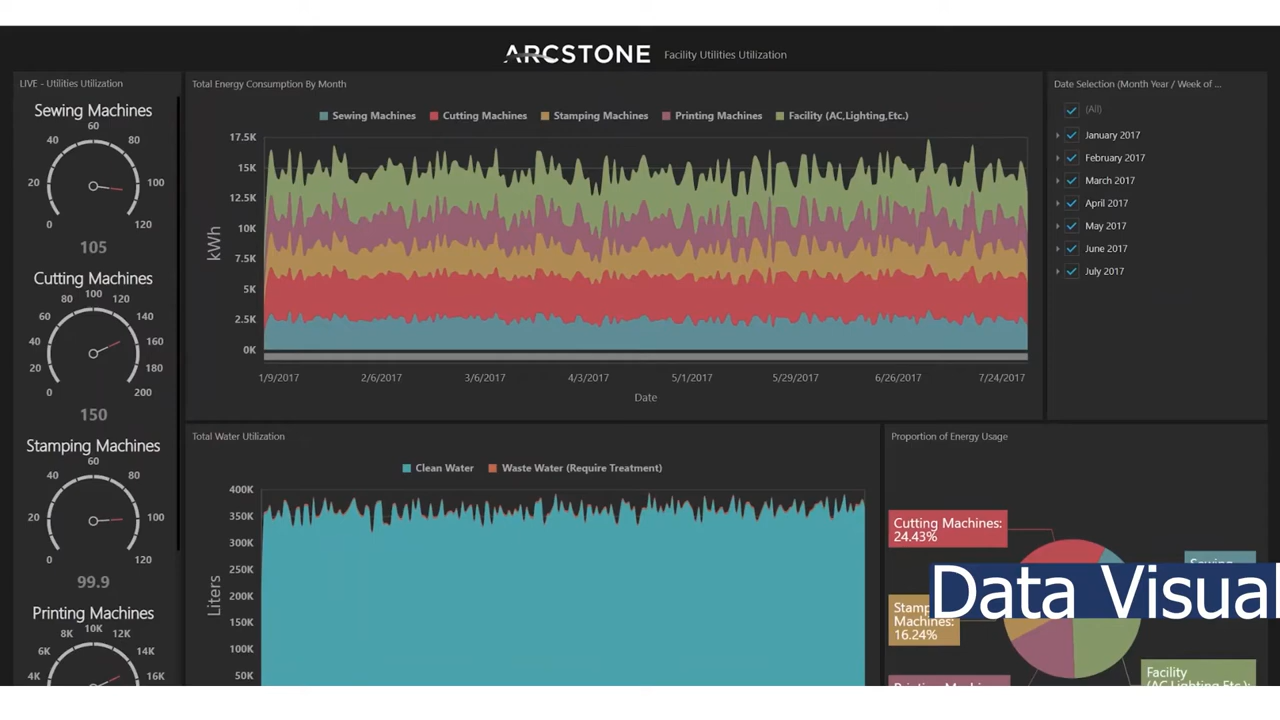 ARCSTONE Facility Utilities Utilization
LIVE - Utilities Utilization
Sewing Machines
60
40 80
20 100
0 120
105
Cutting Machines
100
80 120
60 140
40 160
20 180
0 200
150
Stamping Machines
60
40 80
20 100
0 120
99.9
Printing Machines
10K
8K 12K
6K 14K
4K 16K
Total Energy Consumption By Month
Sewing Machines Cutting Machines Stamping Machines Printing Machines Facility (AC,Lighting,Etc.)
17.5K
15K
12.5K
10K
7.5K
5K
2.5K
0K
kWh
1/9/2017 2/6/2017 3/6/2017 4/3/2017 5/1/2017 5/29/2017 6/26/2017 7/24/2017
Date
Date Selection (Month Year / Week of ...
(All)
January 2017
February 2017
March 2017
April 2017
May 2017
June 2017
July 2017
Total Water Utilization
Clean Water Waste Water (Require Treatment)
400K
350K
300K
250K
200K
150K
100K
50K
Liters
Proportion of Energy Usage
Cutting Machines:
24.43%
Machines:
16.24%
Facility
Data Visual